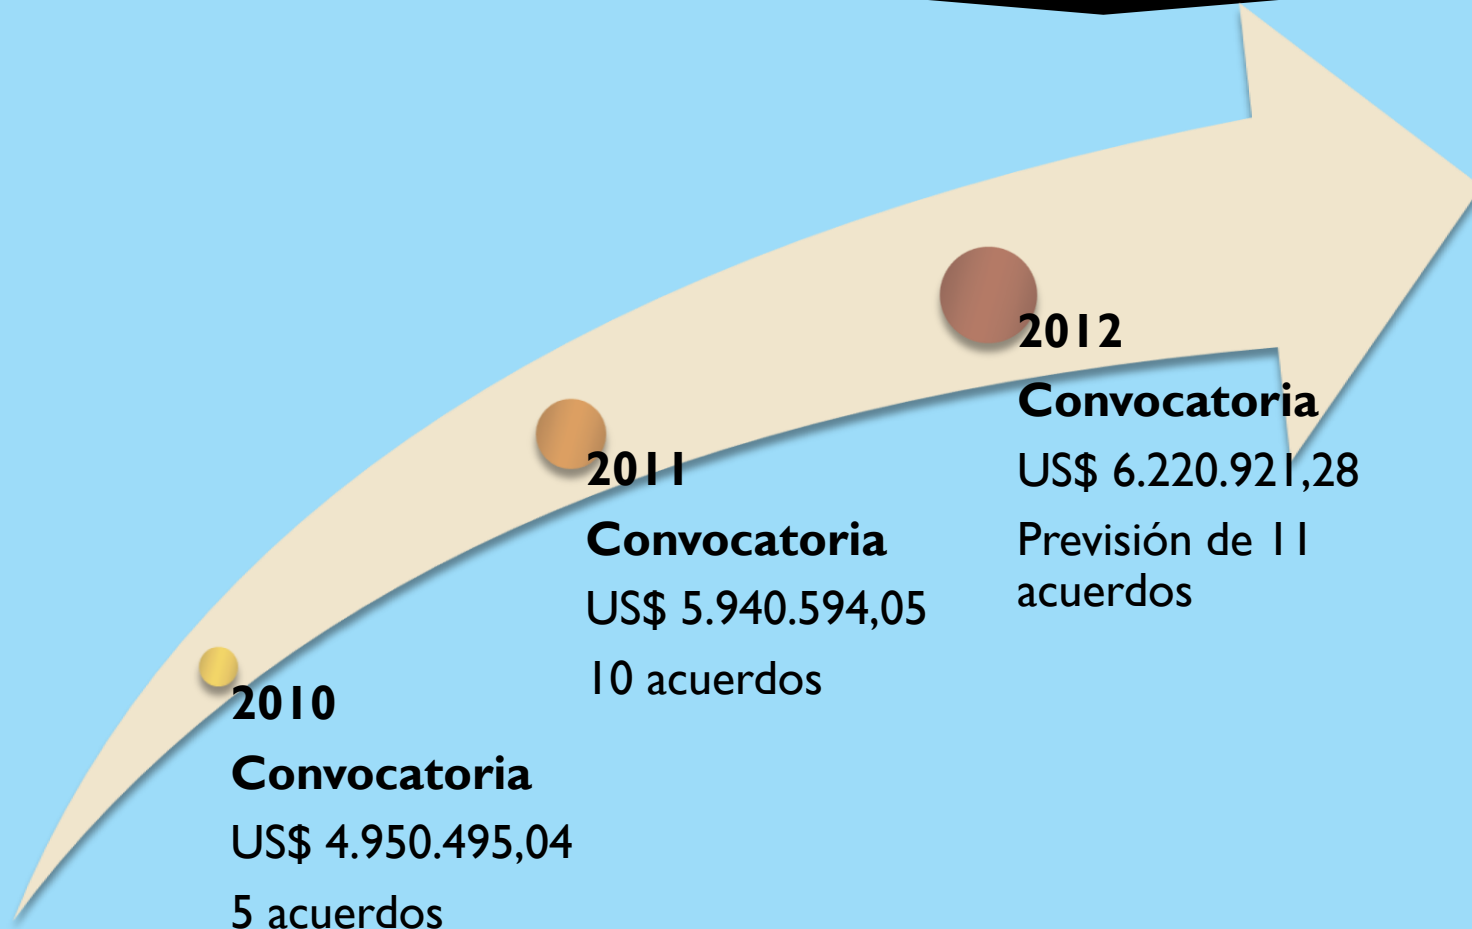 2010
Convocatoria
US$ 4.950.495,04
5 acuerdos
2011
Convocatoria
US$ 5.940.594,05
10 acuerdos
2012
Convocatoria
US$ 6.220.921,28
Previsión de 11
acuerdos